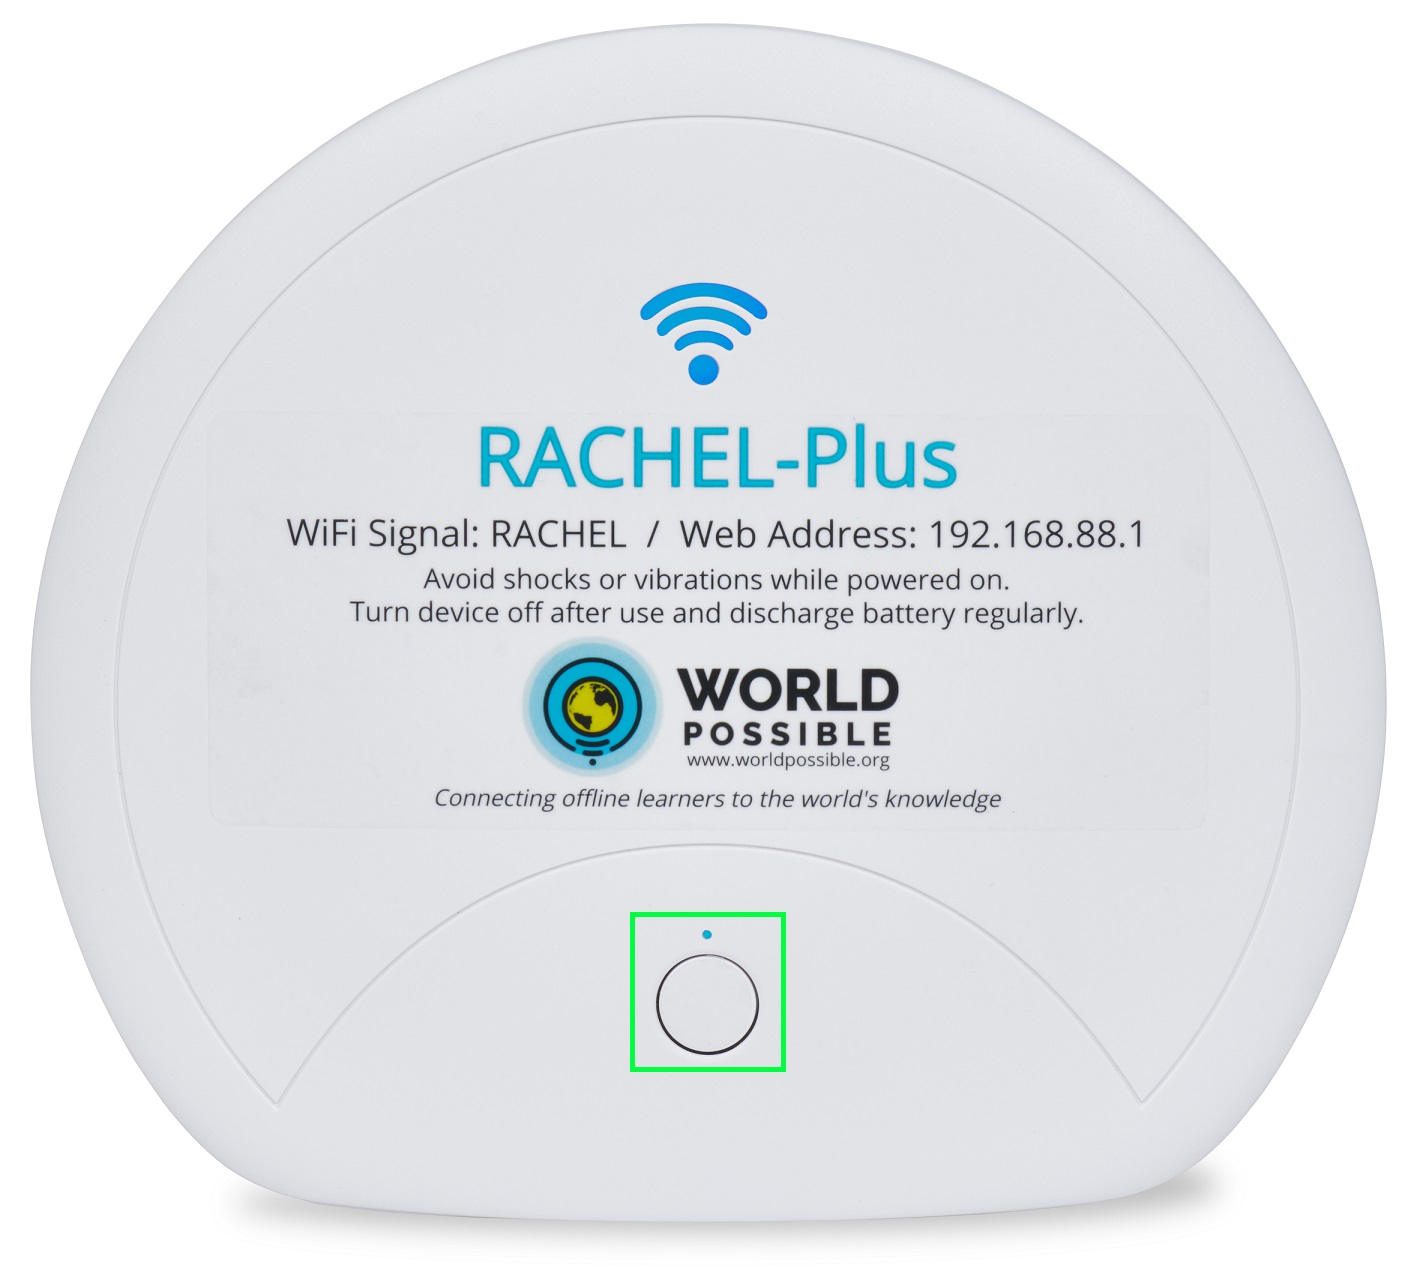 RACHEL-Plus
WiFi Signal: RACHEL / Web Address: 192.168.88.1
Avoid shocks or vibrations while powered on.
Turn device off after use and discharge battery regularly.
WORLD
POSSIBLE
www.worldpossible.org
Connecting offline learners to the world's knowledge